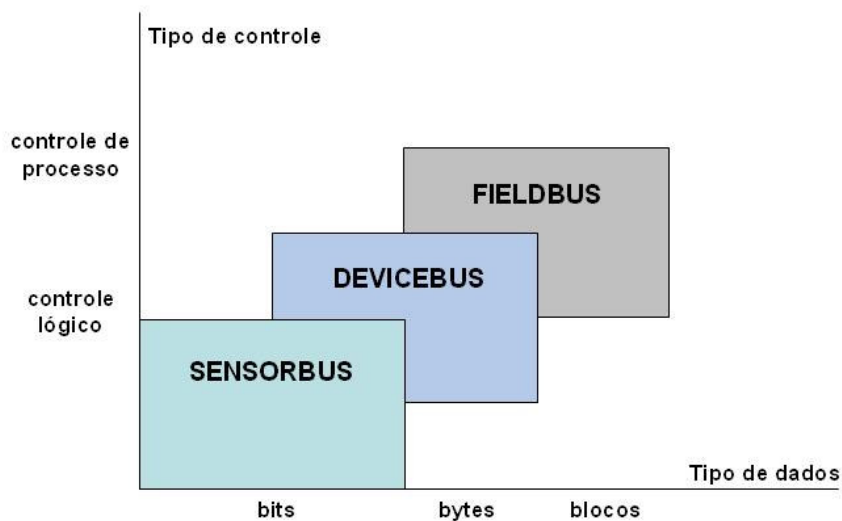 Tipo de controle
controle de
processo
FIELDBUS
DEVICEBUS
controle
lógico
SENSORBUS
Tipo de dados
bits
bytes
blocos